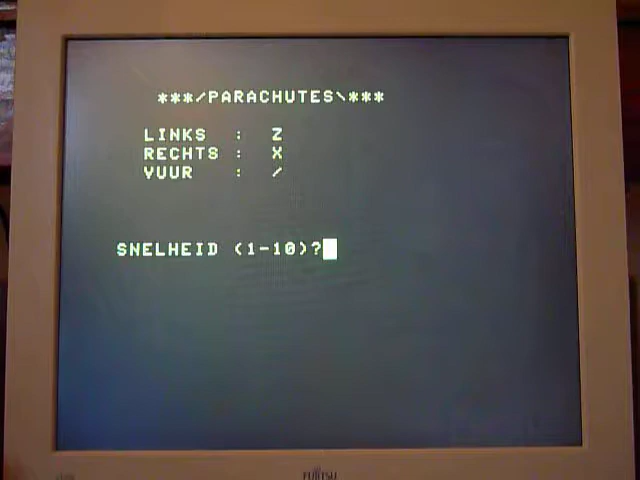 ***/PARACHUTES\***
LINKS : Z
RECHTS : X
VUUR : /
SNELHEID (1-10)?
FUJITSU